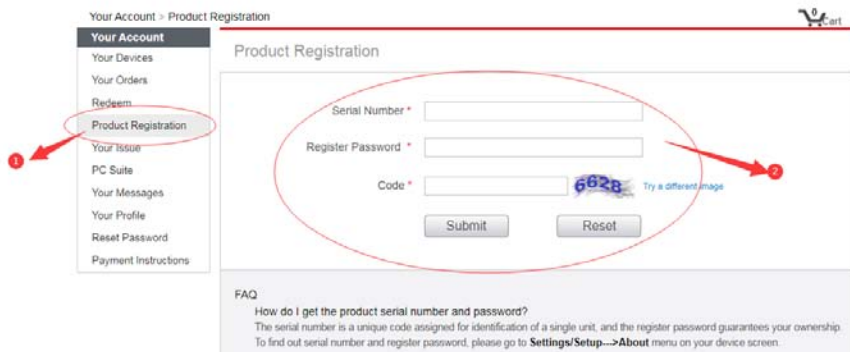 Your Account > Product Registration
0
Cart
Your Account
Your Devices
Your Orders
Redeem
Product Registration
Your Issue
PC Suite
Your Messages
Your Profile
Reset Password
Payment Instructions
1
Product Registration
Serial Number *
Register Password *
2
Code *
6628
Try a different image
Submit
Reset
FAQ
How do I get the product serial number and password?
The serial number is a unique code assigned for identification of a single unit, and the register password guarantees your ownership.
To find out serial number and register password, please go to Settings/Setup--->About menu on your device screen.